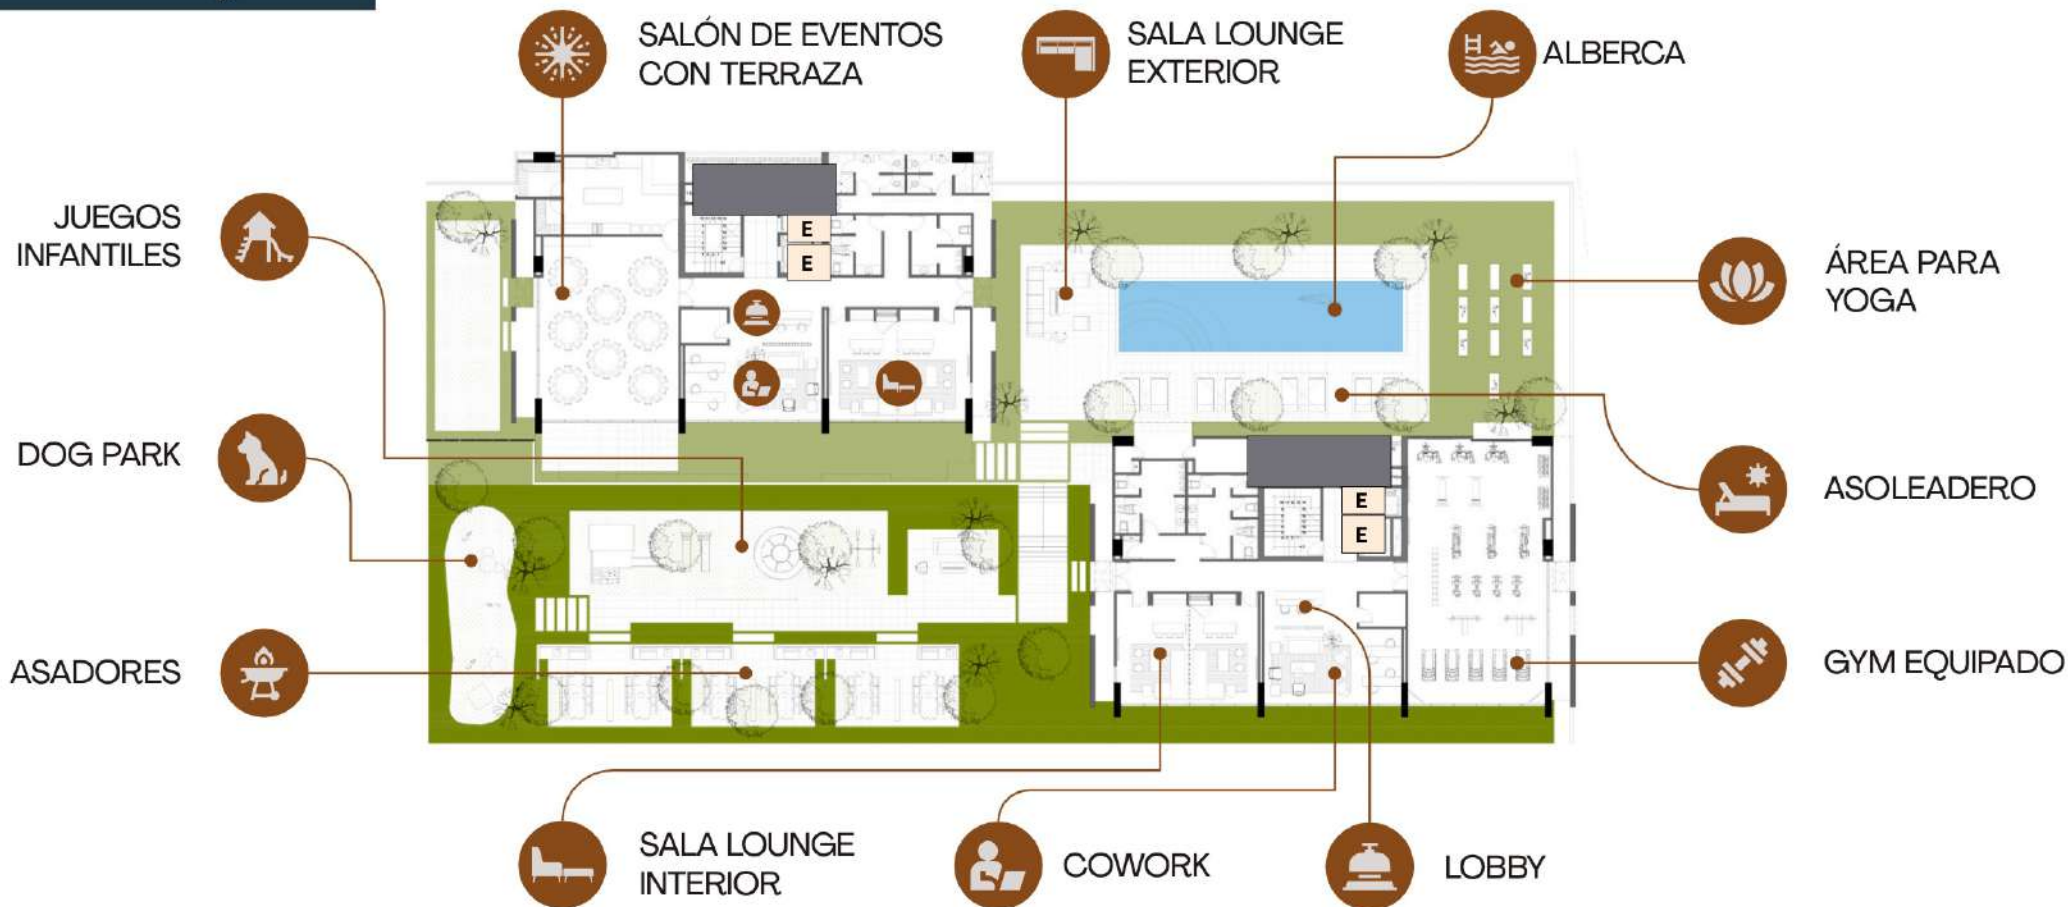 SALÓN DE EVENTOS
CON TERRAZA
SALA LOUNGE
EXTERIOR
ALBERCA
JUEGOS
INFANTILES
E
E
ÁREA PARA
YOGA
DOG PARK
ASOLEADERO
E
E
ASADORES
GYM EQUIPADO
SALA LOUNGE
INTERIOR
COWORK
LOBBY